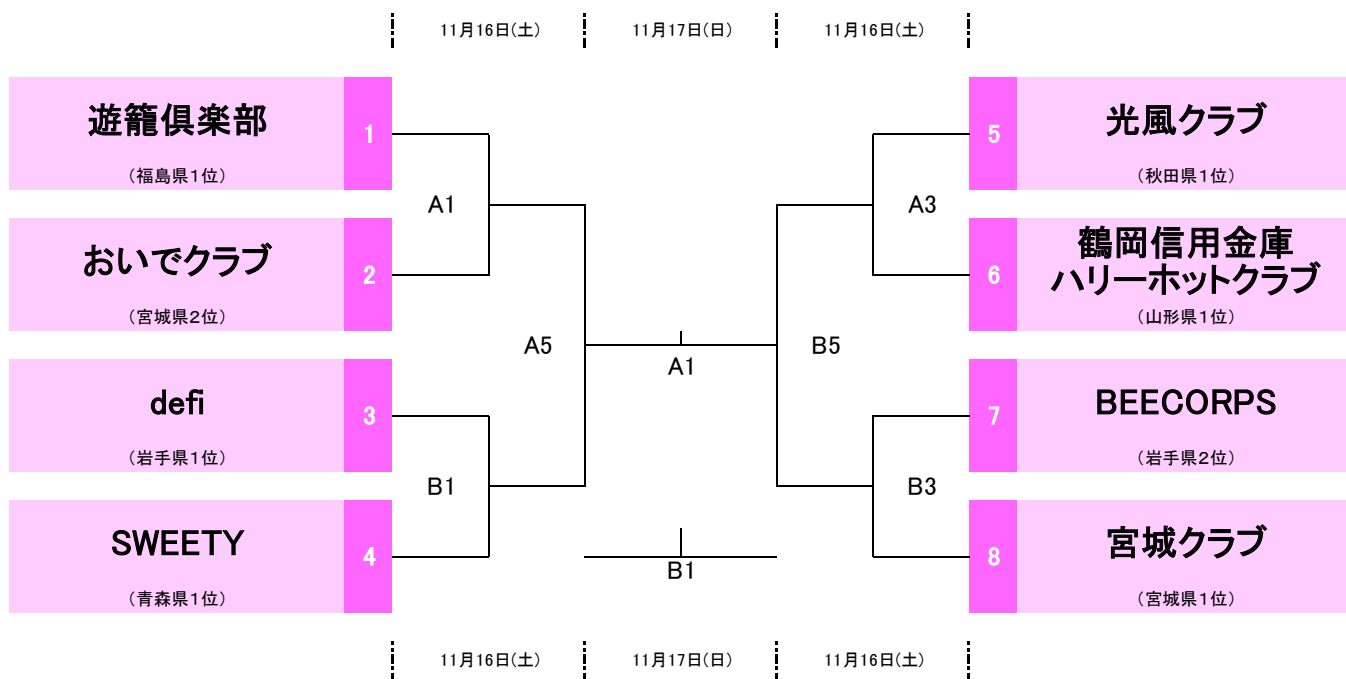 11月16日(土) 11月17日(日) 11月16日(土)
遊籠倶楽部
(福島県1位)
1
おいでクラブ
(宮城県2位)
2
defi
(岩手県1位)
3
SWEETY
(青森県1位)
4
A1
B1
A5
A1
B1
B5
A3
B3
5
光風クラブ
(秋田県1位)
6
鶴岡信用金庫
ハリーホットクラブ
(山形県1位)
7
BEECORPS
(岩手県2位)
8
宮城クラブ
(宮城県1位)
11月16日(土) 11月17日(日) 11月16日(土)